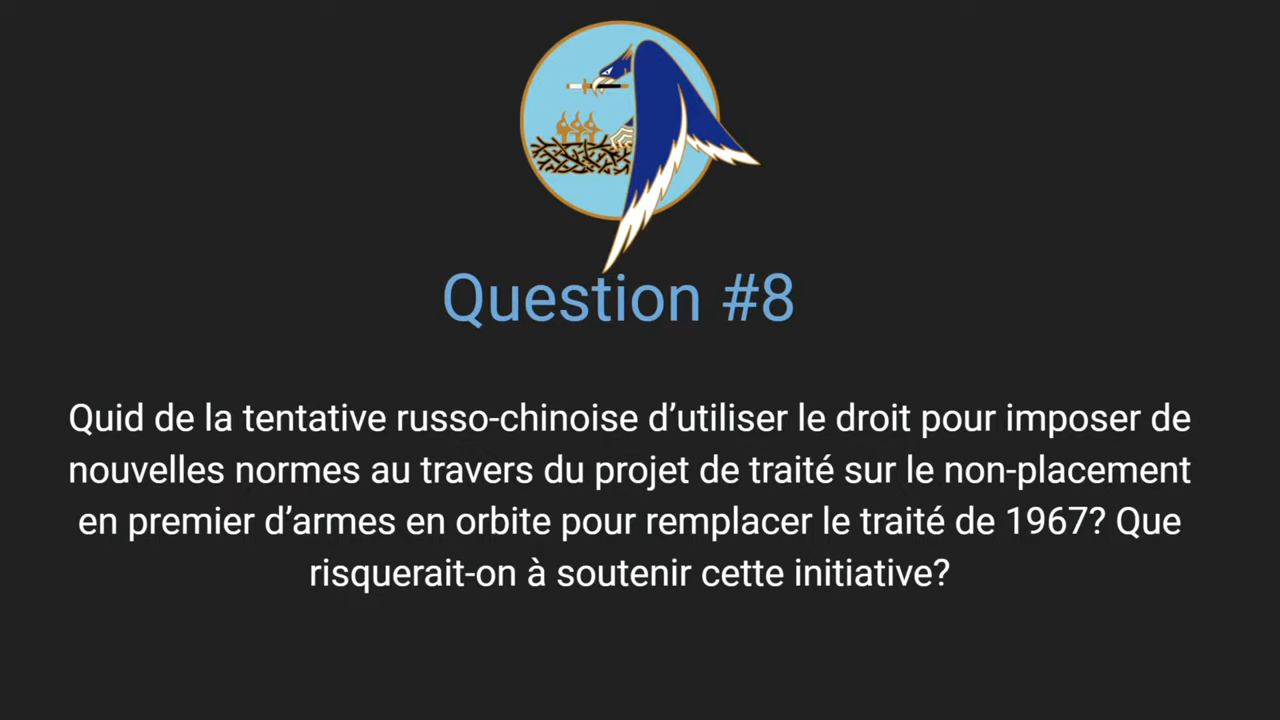 Question #8
Quid de la tentative russo-chinoise d’utiliser le droit pour imposer de
nouvelles normes au travers du projet de traité sur le non-placement
en premier d’armes en orbite pour remplacer le traité de 1967? Que
risquerait-on à soutenir cette initiative?